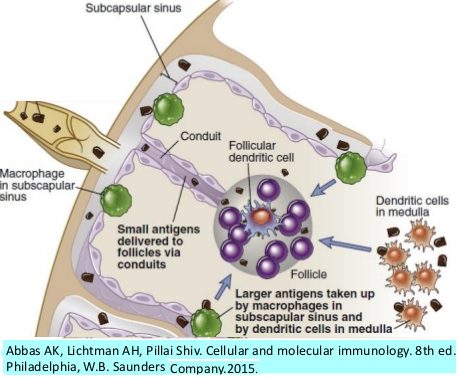 Subcapsular sinus
Conduit
Follicular
dendritic cell
Macrophage
in subscapular
sinus
Dendritic cells
in medulla
Small antigens
delivered to
follicles via
conduits
Follicle
Larger antigens taken up
by macrophages in
subscapular sinus and
by dendritic cells in medulla
Abbas AK, Lichtman AH, Pillai Shiv. Cellular and molecular immunology. 8th ed.
Philadelphia, W.B. Saunders Company.2015.